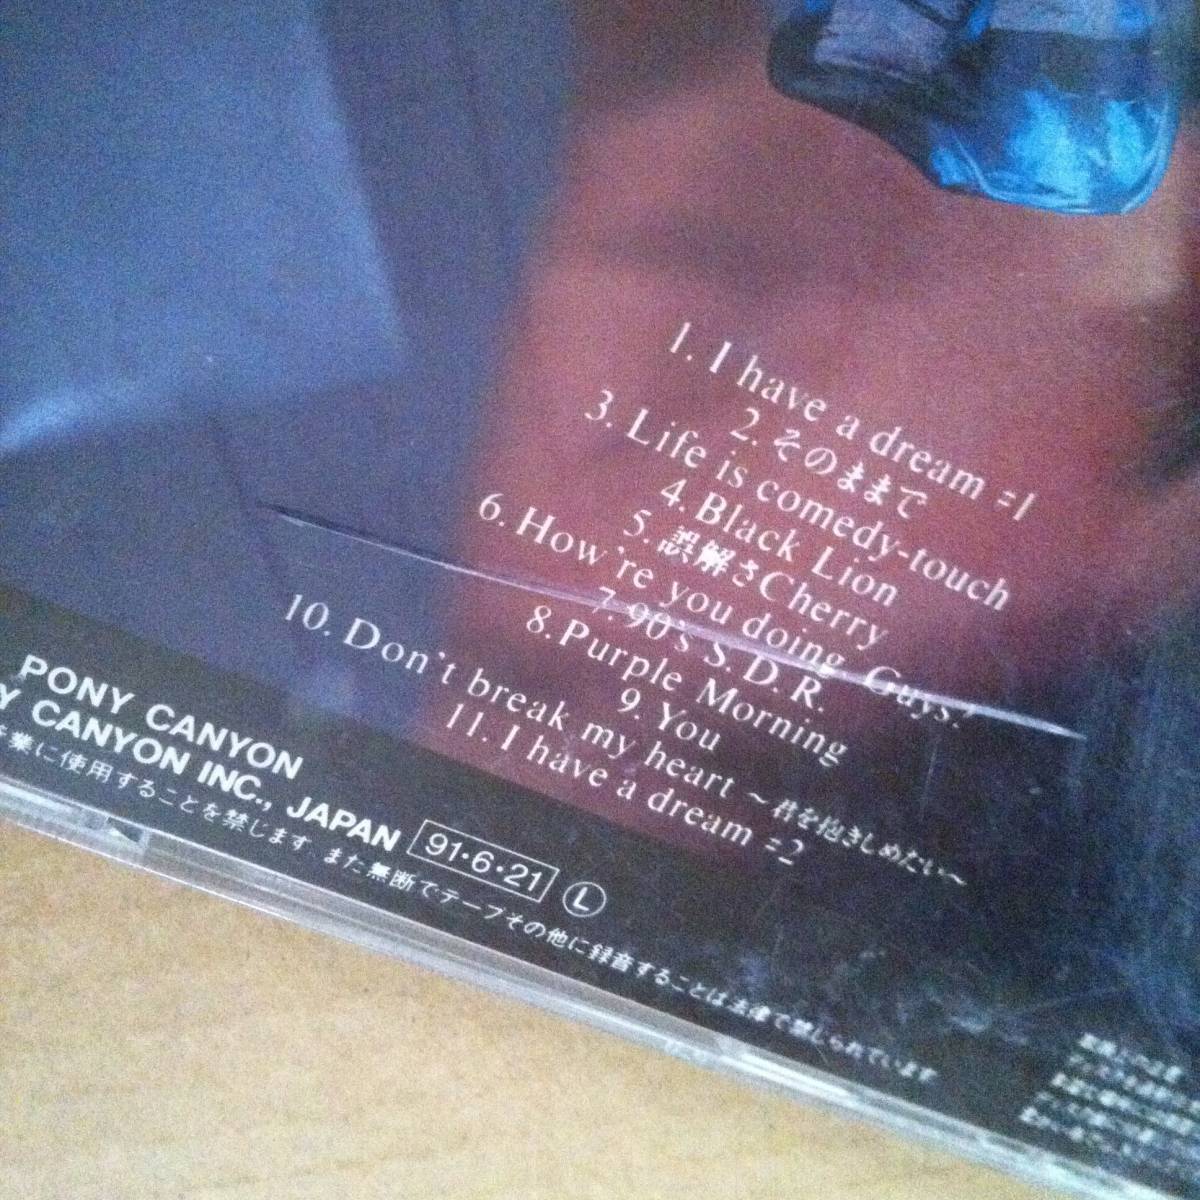 1. I have a dream #1
2. そのままで
3. Life is comedy-touch
4. Black Lion
5. 誤解さCherry
6. How're you doing, Guys?
7. 90's S. D. R.
8. Purple Morning
9. You
10. Don't break my heart 〜君を抱きしめたい〜
11. I have a dream #2
PONY CANYON
Y CANYON INC., JAPAN 91・6・21 L
業に使用することを禁じます。また無断でテープその他に録音することは法律で禁じられています